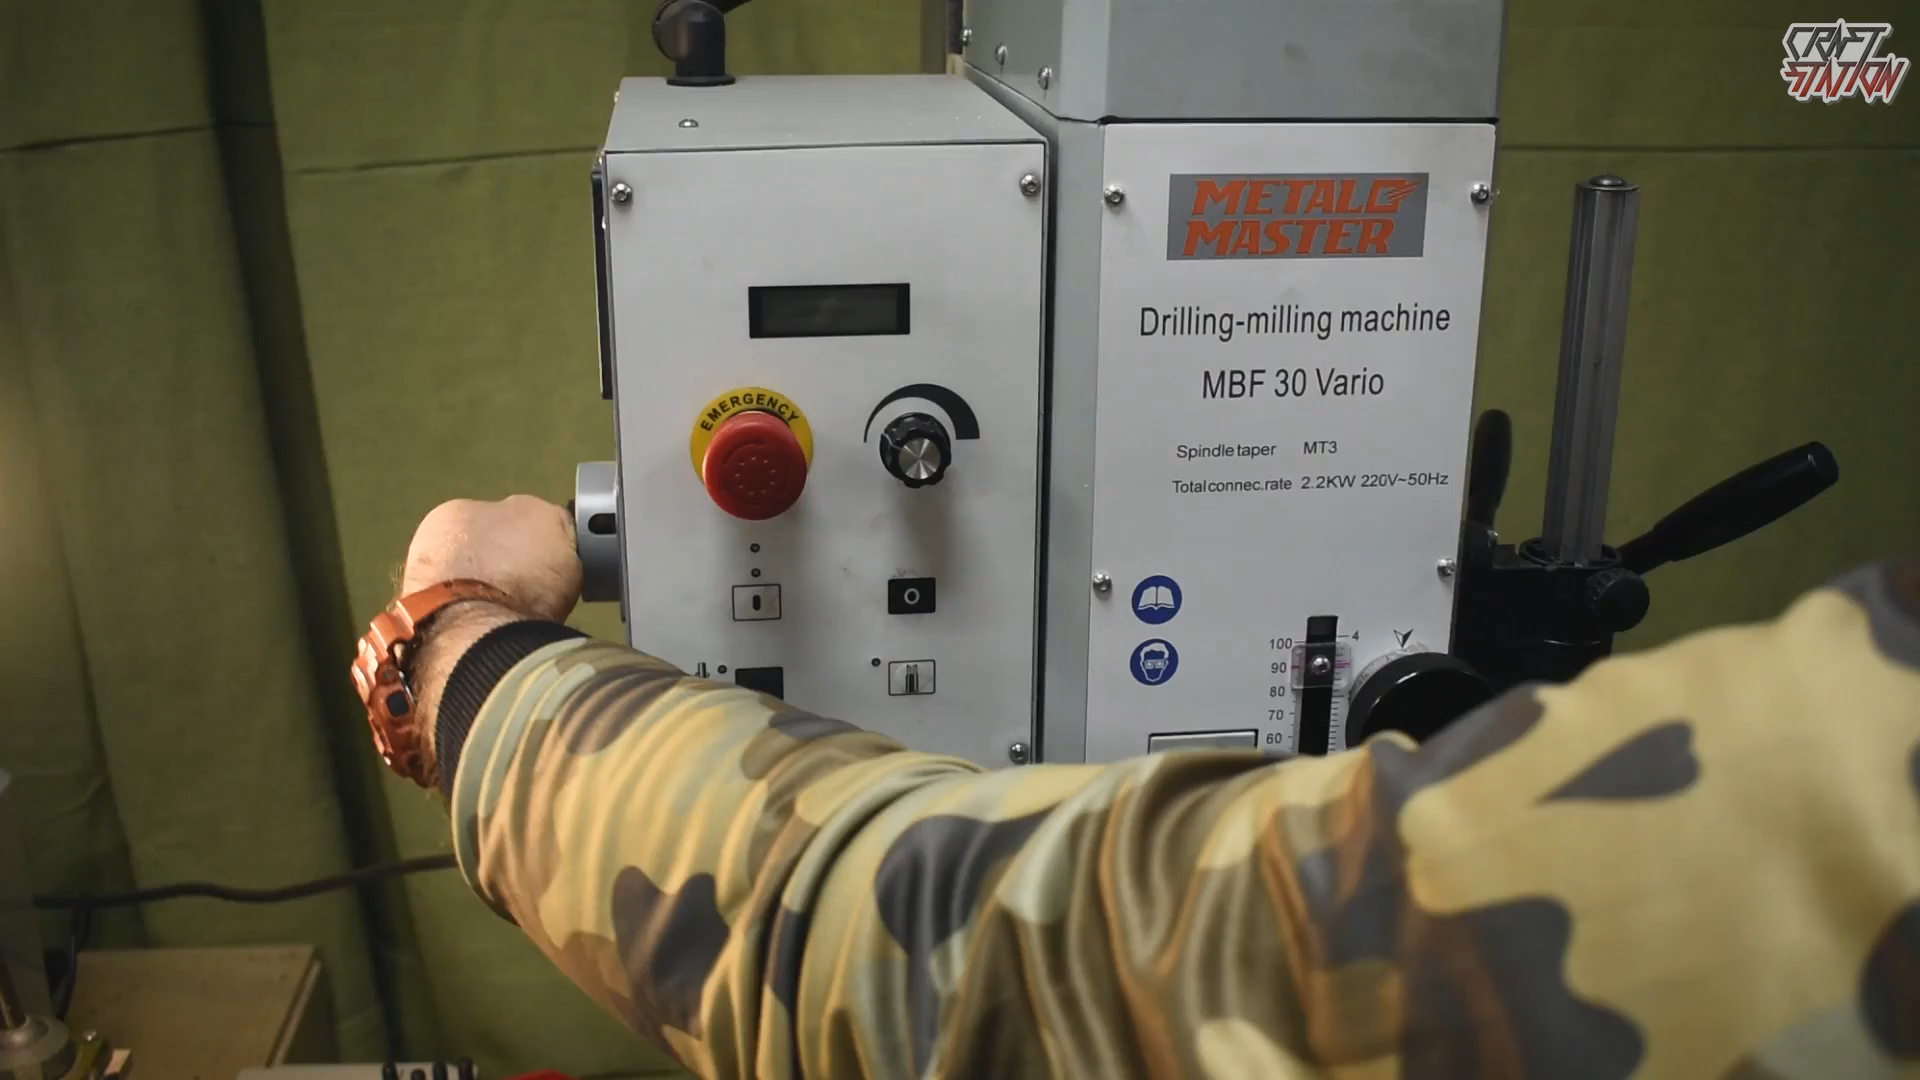 CRAFT
STATION
METAL
MASTER
Drilling-milling machine
MBF 30 Vario
Spindle taper MT3
Total connec.rate 2.2KW 220V~50Hz
EMERGENCY
100
90
80
70
60
4